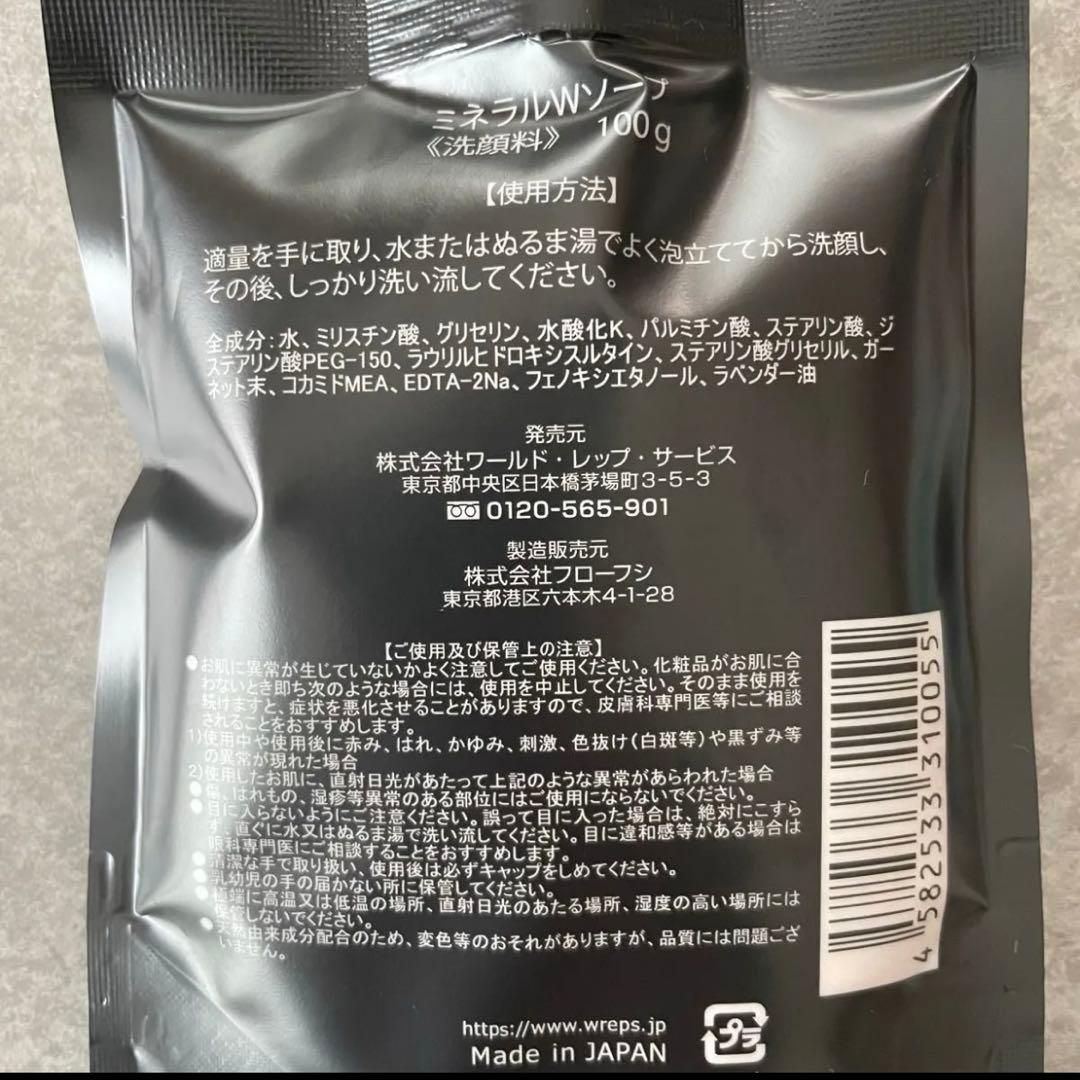 ミネラルWソープ
《洗顔料》 100g
【使用方法】
適量を手に取り、水またはぬるま湯でよく泡立ててから洗顔し、
その後、しっかり洗い流してください。
全成分：水、ミリスチン酸、グリセリン、水酸化K、パルミチン酸、ステアリン酸、ジ
ステアリン酸PEG-150、ラウリルヒドロキシスルタイン、ステアリン酸グリセリル、ガー
ネット末、コカミドMEA、EDTA-2Na、フェノキシエタノール、ラベンダー油
発売元
株式会社ワールド・レップ・サービス
東京都中央区日本橋茅場町3-5-3
0120-565-901
製造販売元
株式会社フローフシ
東京都港区六本木4-1-28
【ご使用及び保管上の注意】
●お肌に異常が生じていないかよく注意してご使用ください。化粧品がお肌に合
わないとき即ち次のような場合には、使用を中止してください。そのまま使用を
続けますと、症状を悪化させることがありますので、皮膚科専門医等にご相談
されることをおすすめします。
1)使用中や使用後に赤み、はれ、かゆみ、刺激、色抜け(白斑等)や黒ずみ等
の異常が現れた場合
2)使用したお肌に、直射日光があたって上記のような異常があらわれた場合
●傷、はれもの、湿疹等異常のある部位にはご使用にならないでください。
●目に入らないようにご注意ください。誤って目に入った場合は、絶対にこすら
ず、直ぐに水又はぬるま湯で洗い流してください。目に違和感等がある場合は
眼科専門医にご相談することをおすすめします。
●清潔な手で取り扱い、使用後は必ずキャップをしめてください。
●乳幼児の手の届かない所に保管してください。
●極端に高温又は低温の場所、直射日光のあたる場所、湿度の高い場所には
保管しないでください。
●天然由来成分配合のため、変色等のおそれがありますが、品質には問題ござ
いません。
4 582533 310055
https://www.wreps.jp
Made in JAPAN
プラ